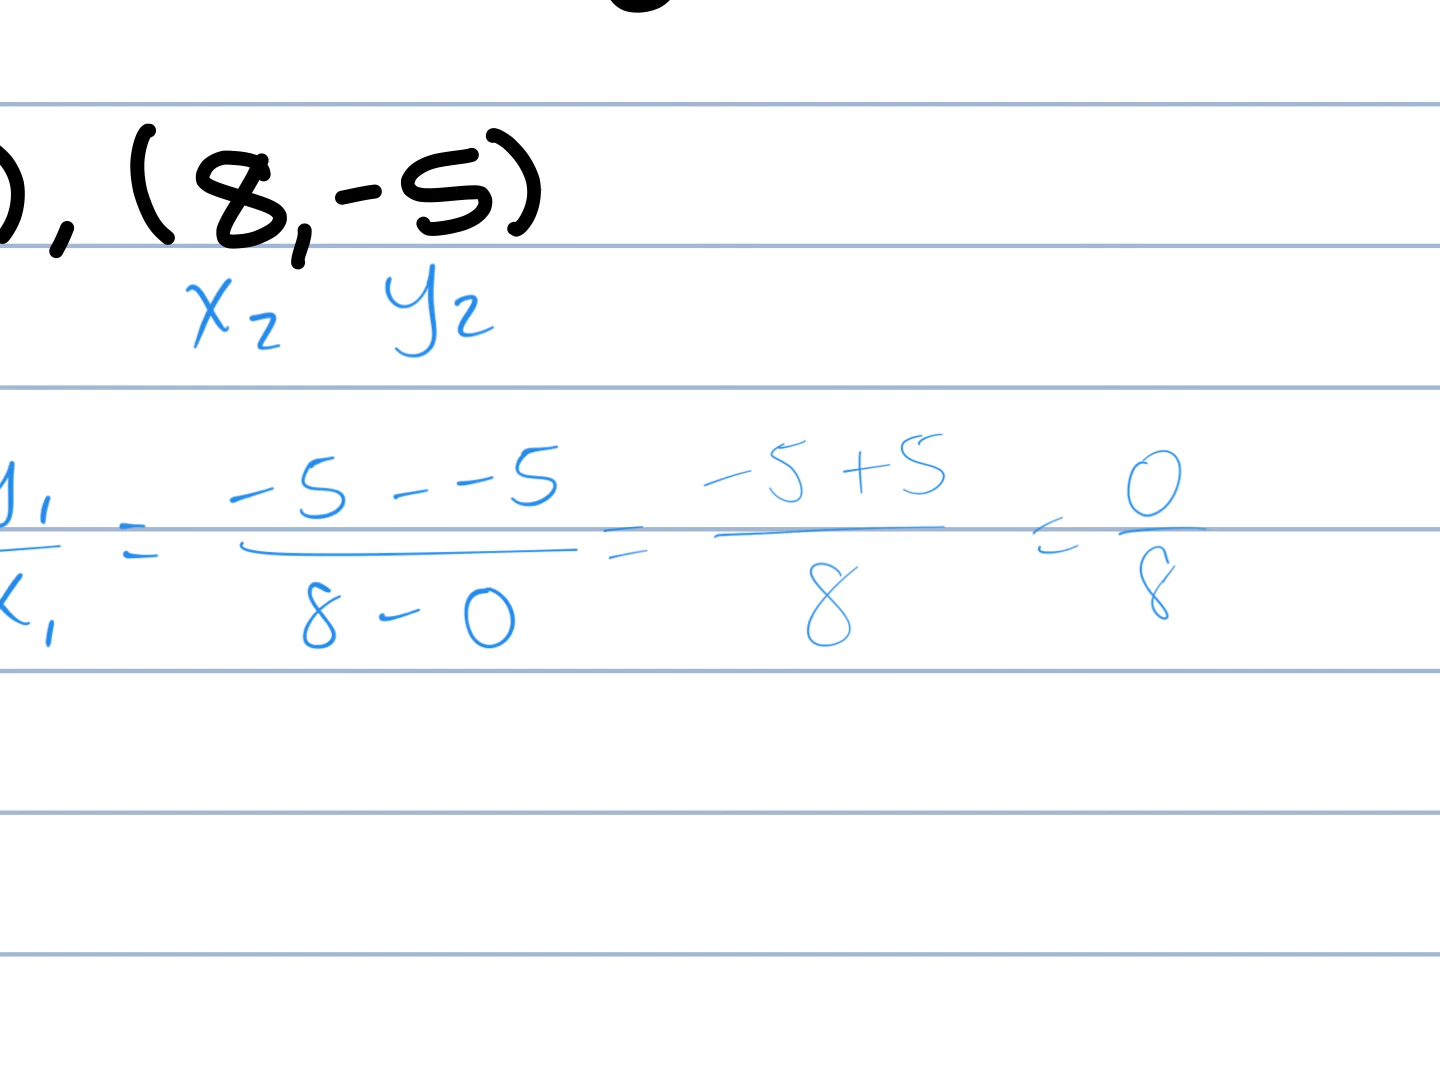 ), (8,-5)
x₂ y₂
y₁/x₁ = (-5 - -5)/(8 - 0) = (-5 + 5)/8 = 0/8